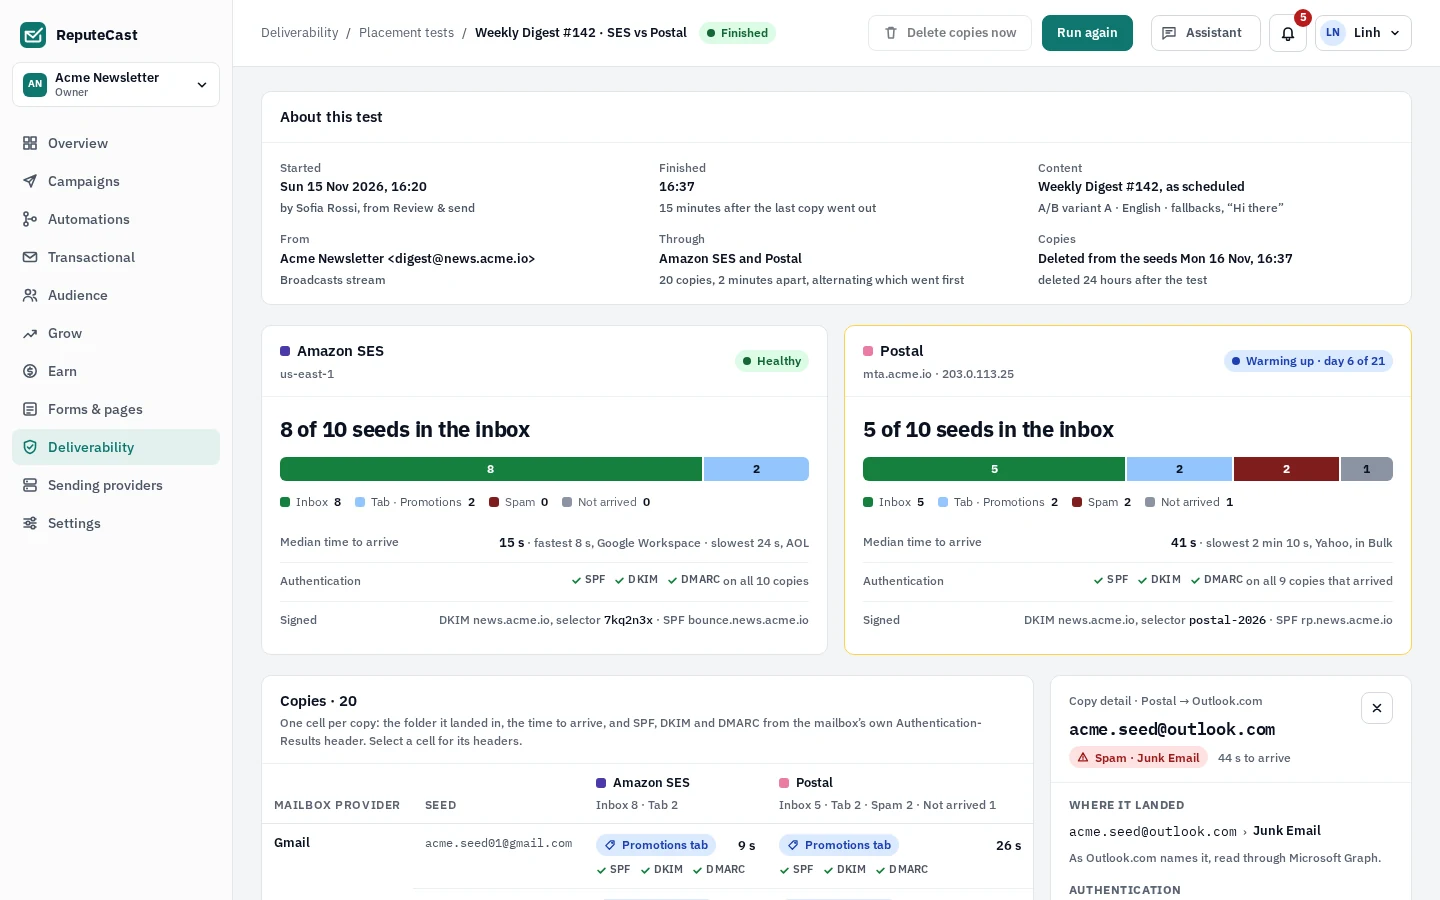 ReputeCast
AN
Acme Newsletter
Owner
Overview
Campaigns
Automations
Transactional
Audience
Grow
Earn
Forms & pages
Deliverability
Sending providers
Settings
Deliverability / Placement tests / Weekly Digest #142 · SES vs Postal
Finished
Delete copies now
Run again
Assistant
5
LN
Linh
About this test
Started
Sun 15 Nov 2026, 16:20
by Sofia Rossi, from Review & send
Finished
16:37
15 minutes after the last copy went out
Content
Weekly Digest #142, as scheduled
A/B variant A · English · fallbacks, “Hi there”
From
Acme Newsletter <digest@news.acme.io>
Broadcasts stream
Through
Amazon SES and Postal
20 copies, 2 minutes apart, alternating which went first
Copies
Deleted from the seeds Mon 16 Nov, 16:37
deleted 24 hours after the test
Amazon SES
us-east-1
Healthy
8 of 10 seeds in the inbox
8 2
Inbox 8 Tab · Promotions 2 Spam 0 Not arrived 0
Median time to arrive 15 s · fastest 8 s, Google Workspace · slowest 24 s, AOL
Authentication SPF DKIM DMARC on all 10 copies
Signed DKIM news.acme.io, selector 7kq2n3x · SPF bounce.news.acme.io
Postal
mta.acme.io · 203.0.113.25
Warming up · day 6 of 21
5 of 10 seeds in the inbox
5 2 2 1
Inbox 5 Tab · Promotions 2 Spam 2 Not arrived 1
Median time to arrive 41 s · slowest 2 min 10 s, Yahoo, in Bulk
Authentication SPF DKIM DMARC on all 9 copies that arrived
Signed DKIM news.acme.io, selector postal-2026 · SPF rp.news.acme.io
Copies · 20
One cell per copy: the folder it landed in, the time to arrive, and SPF, DKIM and DMARC from the mailbox’s own Authentication-
Results header. Select a cell for its headers.
MAILBOX PROVIDER SEED
Amazon SES
Inbox 8 · Tab 2
Postal
Inbox 5 · Tab 2 · Spam 2 · Not arrived 1
Gmail acme.seed01@gmail.com
Promotions tab 9 s
SPF DKIM DMARC
Promotions tab 26 s
SPF DKIM DMARC
Copy detail · Postal → Outlook.com
acme.seed@outlook.com
Spam · Junk Email 44 s to arrive
WHERE IT LANDED
acme.seed@outlook.com › Junk Email
As Outlook.com names it, read through Microsoft Graph.
AUTHENTICATION